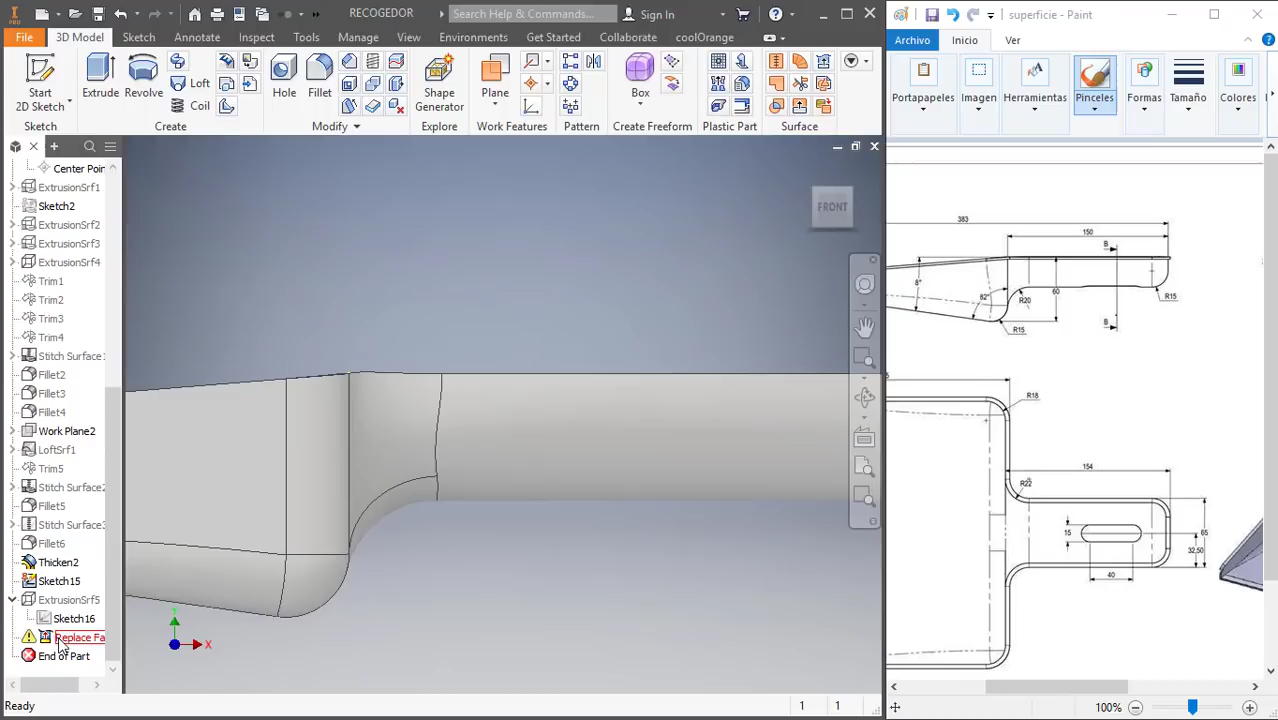 PRO
RECOGEDOR
Search Help & Commands...
Sign In
superficie - Paint
File
3D Model
Sketch
Annotate
Inspect
Tools
Manage
View
Environments
Collaborate
coolOrange
Archivo
Inicio
Ver
Start
2D Sketch
Extrude
Revolve
Loft
Coil
Hole
Fillet
Shape
Generator
Plane
Box
Portapapeles
Imagen
Herramientas
Pinceles
Formas
Tamaño
Colores
Sketch
Create
Modify
Explore
Work Features
Pattern
Create Freeform
Plastic Part
Surface
Center Poin
ExtrusionSrf1
Sketch2
ExtrusionSrf2
ExtrusionSrf3
ExtrusionSrf4
Trim1
Trim2
Trim3
Trim4
Stitch Surface1
Fillet2
Fillet3
Fillet4
Work Plane2
LoftSrf1
Trim5
Stitch Surface2
Fillet5
Stitch Surface3
Fillet6
Thicken2
Sketch15
ExtrusionSrf5
Sketch16
Replace Fa
End of Part
FRONT
Y
X
383
150
B
8°
82°
R20
60
R15
R15
B
5
R18
154
R22
15
40
65
32,50
Ready
1
1
100%